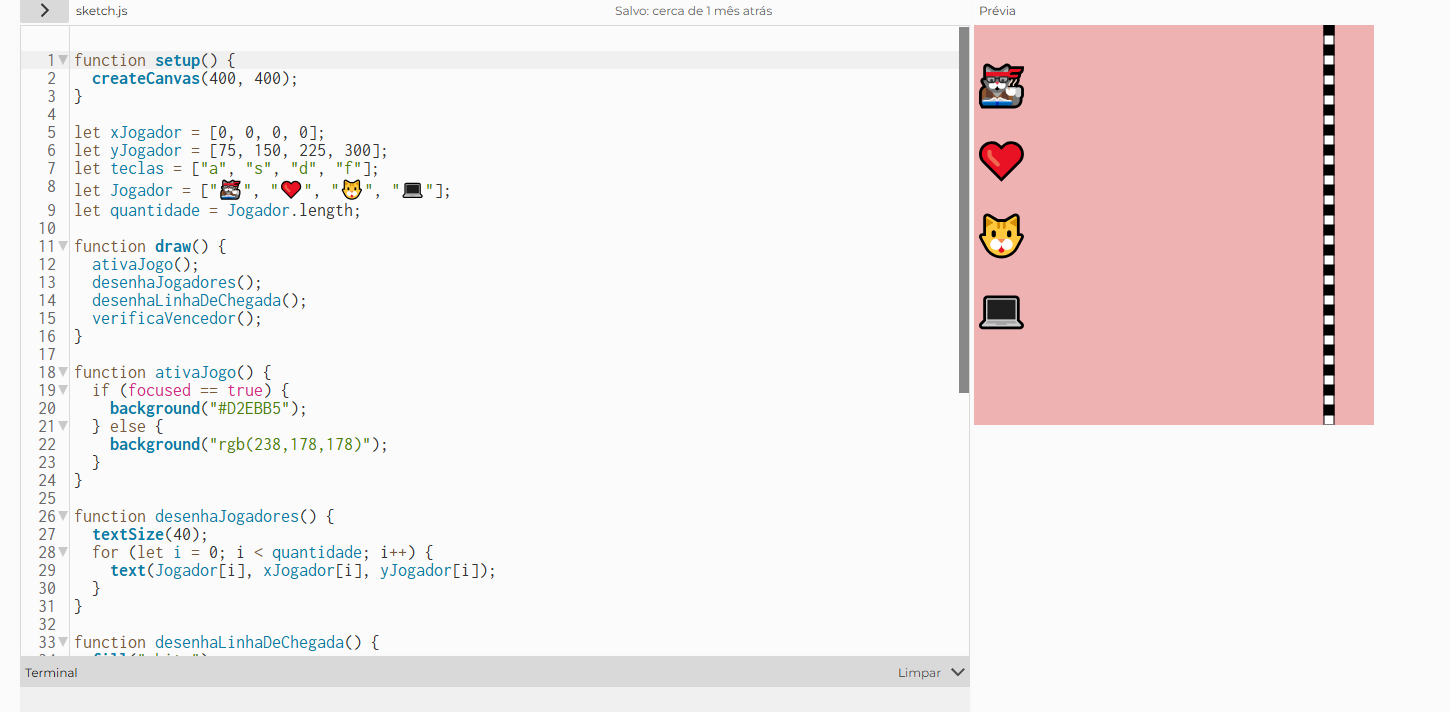 sketch.js
Salvo: cerca de 1 mês atrás
Prévia
1 function setup() {
2 createCanvas(400, 400);
3 }
4
5 let xJogador = [0, 0, 0, 0];
6 let yJogador = [75, 150, 225, 300];
7 let teclas = ["a", "s", "d", "f"];
8 let Jogador = ["🐱‍👓", "❤️", "🐱", "💻"];
9 let quantidade = Jogador.length;
10
11 function draw() {
12 ativaJogo();
13 desenhaJogadores();
14 desenhaLinhaDeChegada();
15 verificaVencedor();
16 }
17
18 function ativaJogo() {
19 if (focused == true) {
20 background("#D2EBB5");
21 } else {
22 background("rgb(238,178,178)");
23 }
24 }
25
26 function desenhaJogadores() {
27 textSize(40);
28 for (let i = 0; i < quantidade; i++) {
29 text(Jogador[i], xJogador[i], yJogador[i]);
30 }
31 }
32
33 function desenhaLinhaDeChegada() {
Terminal
Limpar